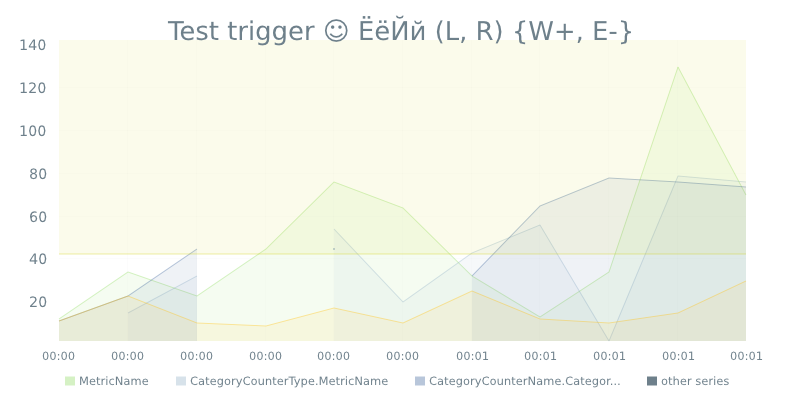 Test trigger ☺ ЁёЙй (L, R) {W+, E-}
140
120
100
80
60
40
20
00:00 00:00 00:00 00:00 00:00 00:00 00:01 00:01 00:01 00:01 00:01
MetricName CategoryCounterType.MetricName CategoryCounterName.Categor... other series